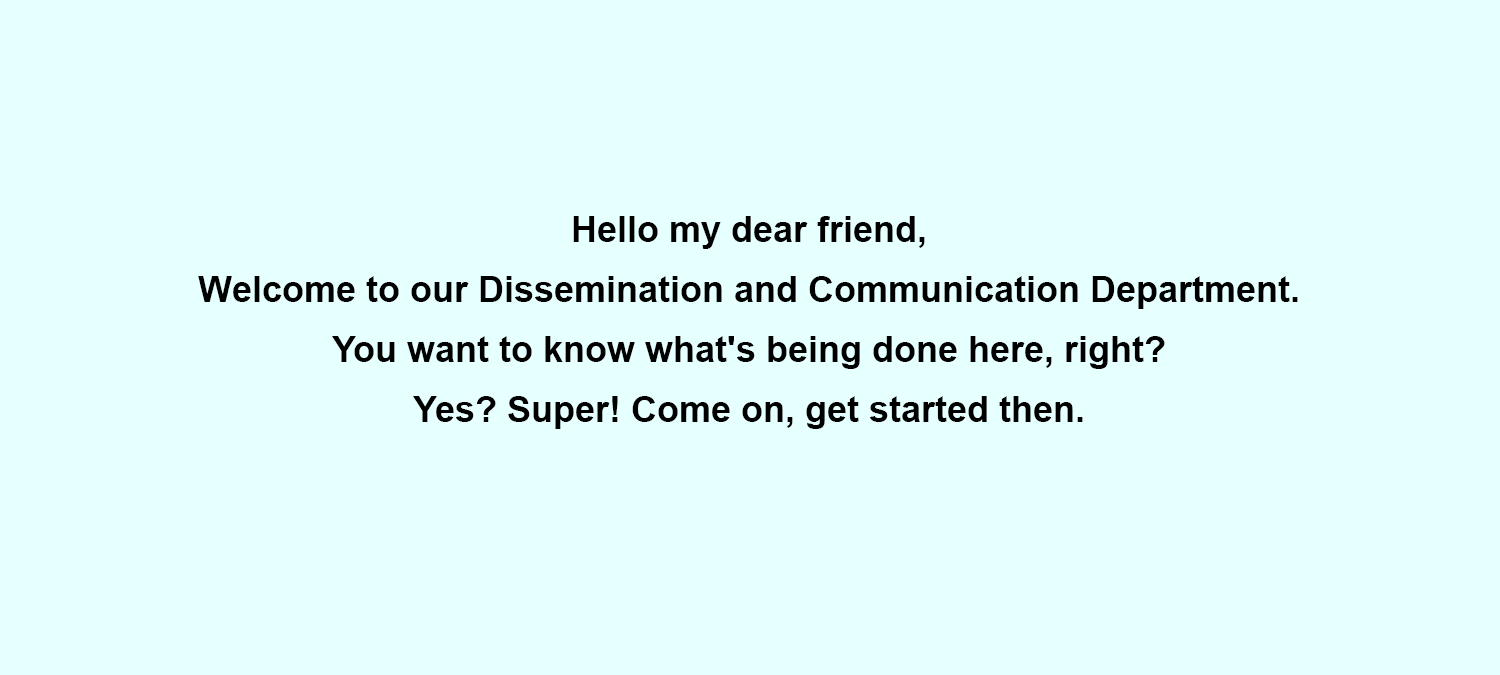 Hello my dear friend,
Welcome to our Dissemination and Communication Department.
You want to know what's being done here, right?
Yes? Super! Come on, get started then.